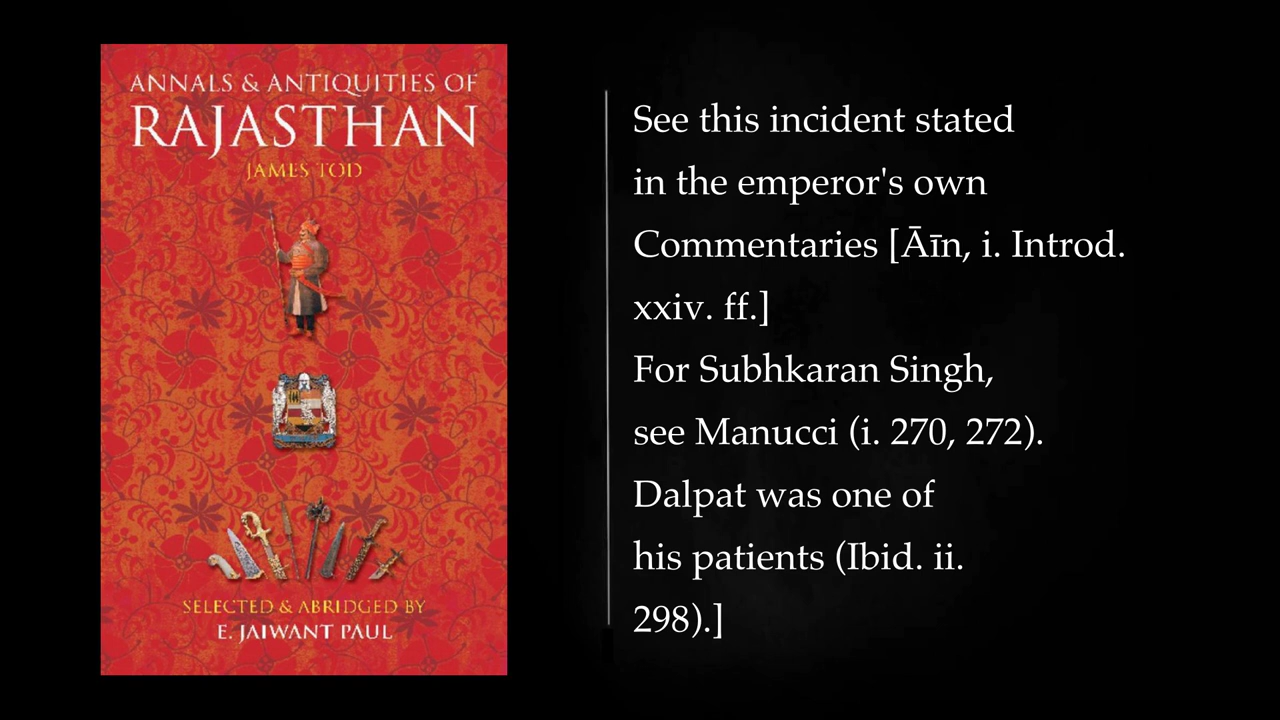 ANNALS & ANTIQUITIES OF
RAJASTHAN
JAMES TOD
SELECTED & ABRIDGED BY
E. JAIWANT PAUL
See this incident stated
in the emperor's own
Commentaries [Āīn, i. Introd.
xxiv. ff.]
For Subhkaran Singh,
see Manucci (i. 270, 272).
Dalpat was one of
his patients (Ibid. ii.
298).]